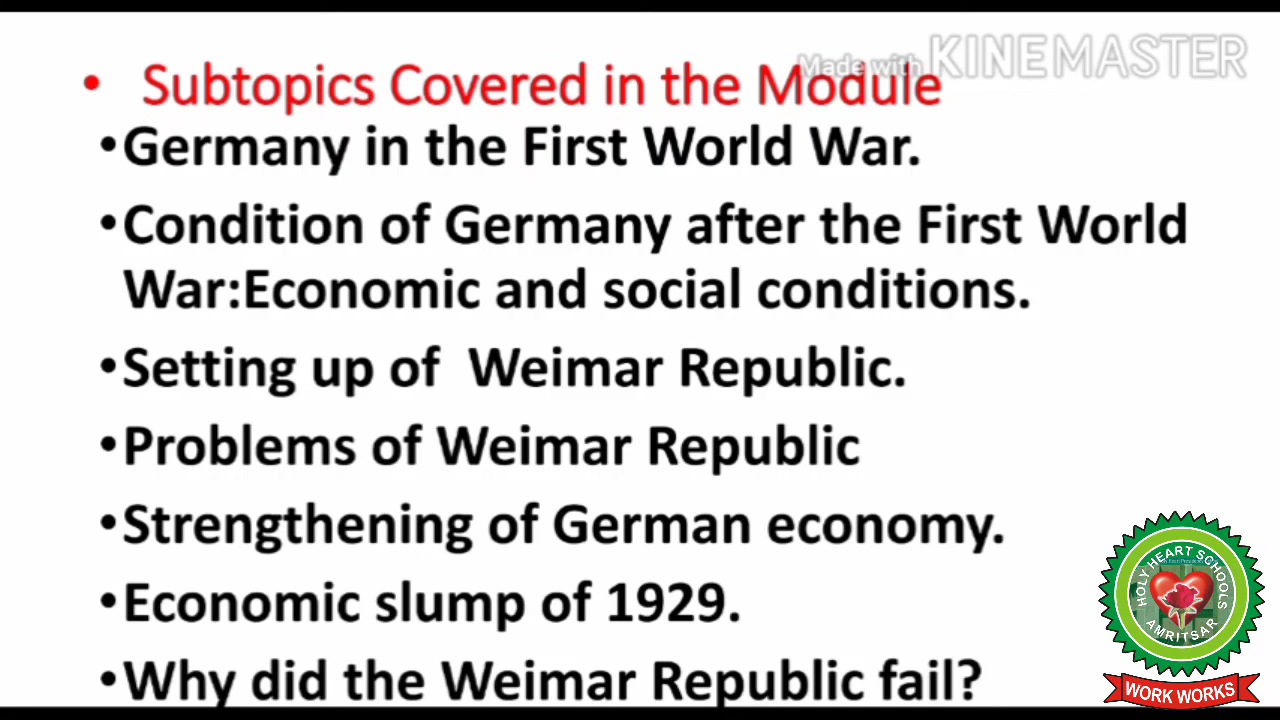 Made with KINEMASTER
• Subtopics Covered in the Module
•Germany in the First World War.
•Condition of Germany after the First World
War:Economic and social conditions.
•Setting up of Weimar Republic.
•Problems of Weimar Republic
•Strengthening of German economy.
•Economic slump of 1929.
•Why did the Weimar Republic fail?
HOLY HEART SCHOOLS
AMRITSAR
WORK WORKS